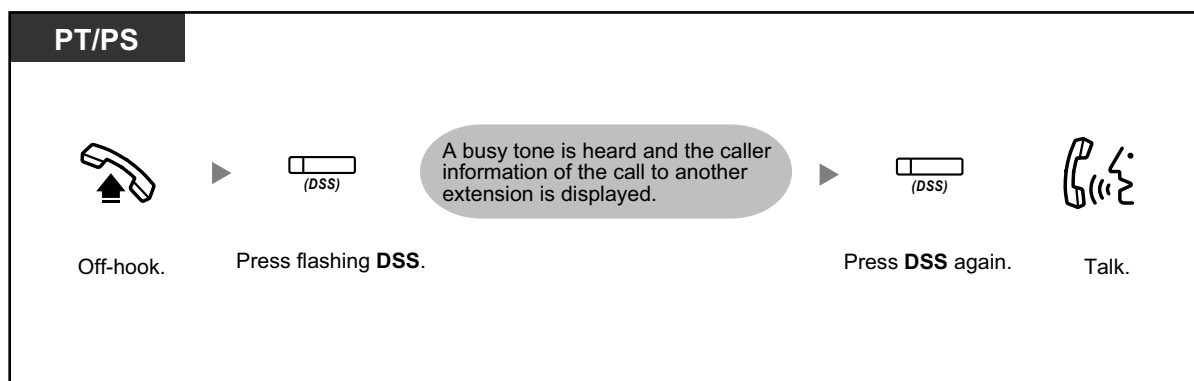 PT/PS
A busy tone is heard and the caller
information of the call to another
extension is displayed.
(DSS)
(DSS)
Off-hook.
Press flashing DSS.
Press DSS again.
Talk.